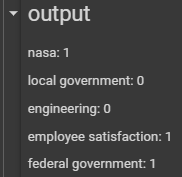 output
nasa: 1
local government: 0
engineering: 0
employee satisfaction: 1
federal government: 1